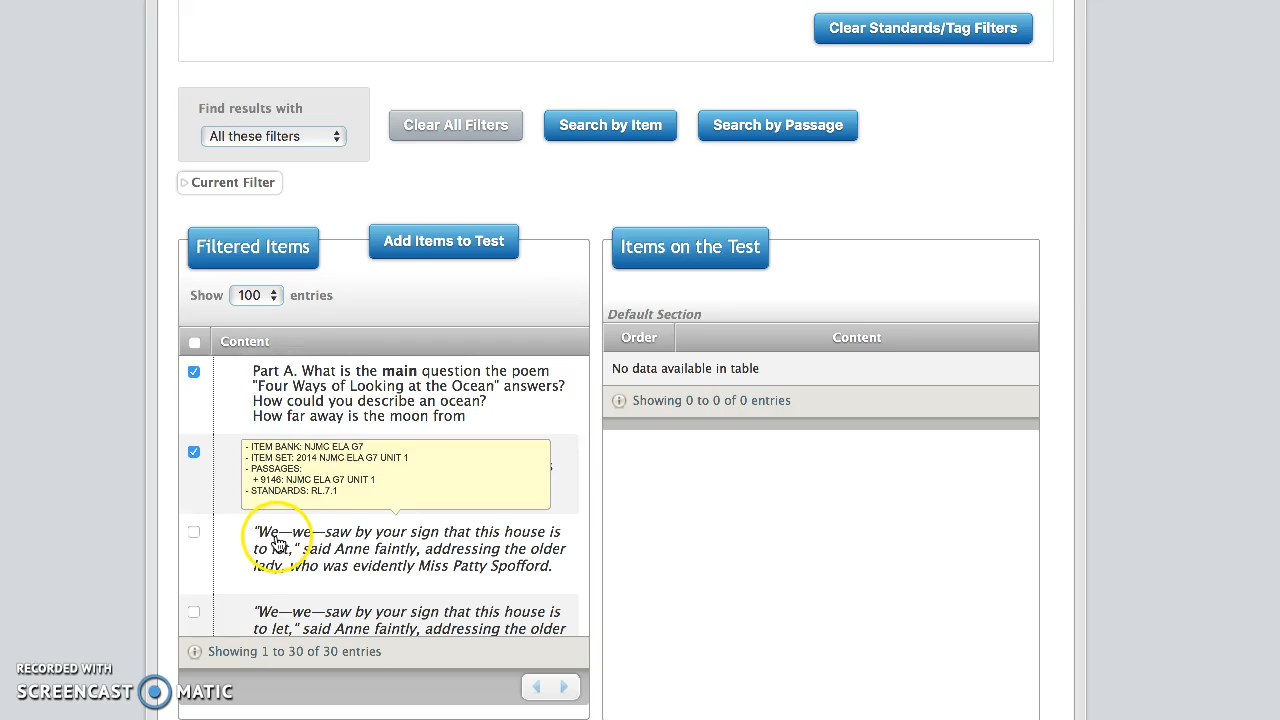 Clear Standards/Tag Filters
Find results with
All these filters
Clear All Filters
Search by Item
Search by Passage
Current Filter
Filtered Items
Add Items to Test
Items on the Test
Show 100 entries
Default Section
Content
Order
Content
Part A. What is the main question the poem
"Four Ways of Looking at the Ocean" answers?
How could you describe an ocean?
How far away is the moon from
No data available in table
Showing 0 to 0 of 0 entries
- ITEM BANK: NJMC ELA G7
- ITEM SET: 2014 NJMC ELA G7 UNIT 1
- PASSAGES:
+ 9146: NJMC ELA G7 UNIT 1
- STANDARDS: RL.7.1
"We—we—saw by your sign that this house is
to let," said Anne faintly, addressing the older
lady, who was evidently Miss Patty Spofford.
"We—we—saw by your sign that this house is
to let," said Anne faintly, addressing the older
Showing 1 to 30 of 30 entries
RECORDED WITH
SCREENCAST MATIC